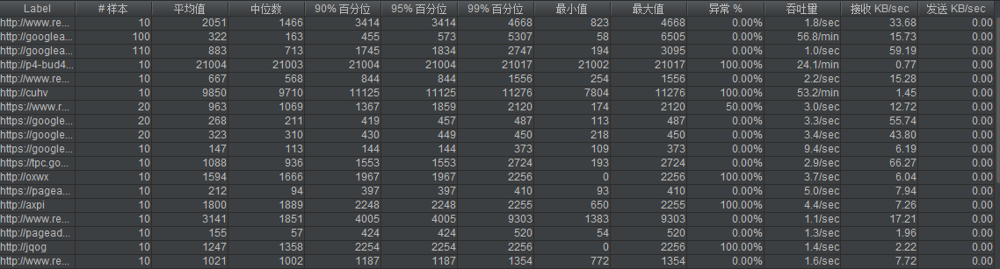 Label # 样本 平均值 中位数 90% 百分位 95% 百分位 99% 百分位 最小值 最大值 异常 % 吞吐量 接收 KB/sec 发送 KB/sec
http://www.re... 10 2051 1466 3414 3414 4668 823 4668 0.00% 1.8/sec 33.68 0.00
http://googlea... 100 322 163 455 573 5307 58 6505 0.00% 56.8/min 15.73 0.00
http://googlea... 110 883 713 1745 1834 2747 194 3095 0.00% 1.0/sec 59.19 0.00
http://p4-bud4... 10 21004 21003 21004 21004 21017 21002 21017 100.00% 24.1/min 0.77 0.00
http://www.re... 10 667 568 844 844 1556 254 1556 0.00% 2.2/sec 15.28 0.00
http://cuhv 10 9850 9710 11125 11125 11276 7804 11276 100.00% 53.2/min 1.45 0.00
https://www.r... 20 963 1069 1367 1859 2120 174 2120 50.00% 3.0/sec 12.72 0.00
https://google... 20 268 211 419 457 487 113 487 0.00% 3.3/sec 55.74 0.00
https://google... 20 323 310 430 449 450 218 450 0.00% 3.4/sec 43.80 0.00
https://google... 10 147 113 144 144 373 109 373 0.00% 9.4/sec 6.19 0.00
https://tpc.go... 10 1088 936 1553 1553 2724 193 2724 0.00% 2.9/sec 66.27 0.00
http://oxwx 10 1594 1666 1967 1967 2256 0 2256 100.00% 3.7/sec 6.04 0.00
https://pagea... 10 212 94 397 397 410 93 410 0.00% 5.0/sec 7.94 0.00
http://axpi 10 1800 1889 2248 2248 2255 650 2255 100.00% 4.4/sec 7.26 0.00
http://www.re... 10 3141 1851 4005 4005 9303 1383 9303 0.00% 1.1/sec 17.21 0.00
http://pagead... 10 155 57 424 424 520 54 520 0.00% 1.3/sec 1.96 0.00
http://jqog 10 1247 1358 2254 2254 2256 0 2256 100.00% 1.4/sec 2.22 0.00
http://www.re... 10 1021 1002 1187 1187 1354 772 1354 0.00% 1.6/sec 7.72 0.00